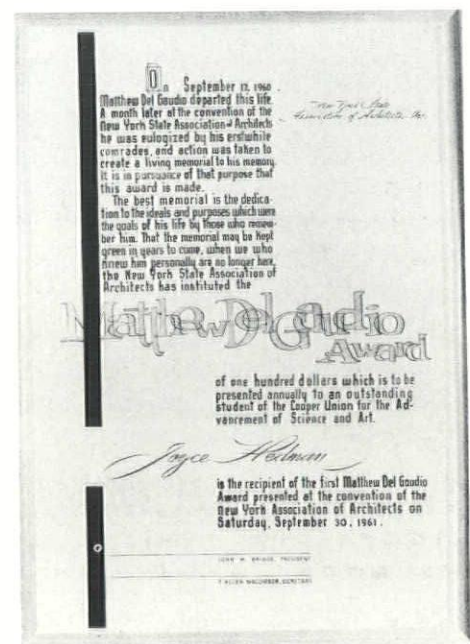 On September 17, 1960
Matthew Del Gaudio departed this life.
A month later at the convention of the
New York State Association of Architects
he was eulogized by his erstwhile
comrades, and action was taken to
create a living memorial to his memory.
It is in pursuance of that purpose that
this award is made.
The best memorial is the dedica-
tion to the ideals and purposes which were
the goals of his life by those who remem-
ber him. That the memorial may be kept
green in years to come, when we who
knew him personally are no longer here,
the New York State Association of
Architects has instituted the
New York State
Association of Architects Inc.
Matthew Del Gaudio
Award
of one hundred dollars which is to be
presented annually to an outstanding
student of the Cooper Union for the Ad-
vancement of Science and Art.
Joyce Hedman
is the recipient of the first Matthew Del Gaudio
Award presented at the convention of the
New York Association of Architects on
Saturday, September 30, 1961.
JOHN W. BRIGGS, PRESIDENT
F ALLEN MACOMBER, SECRETARY